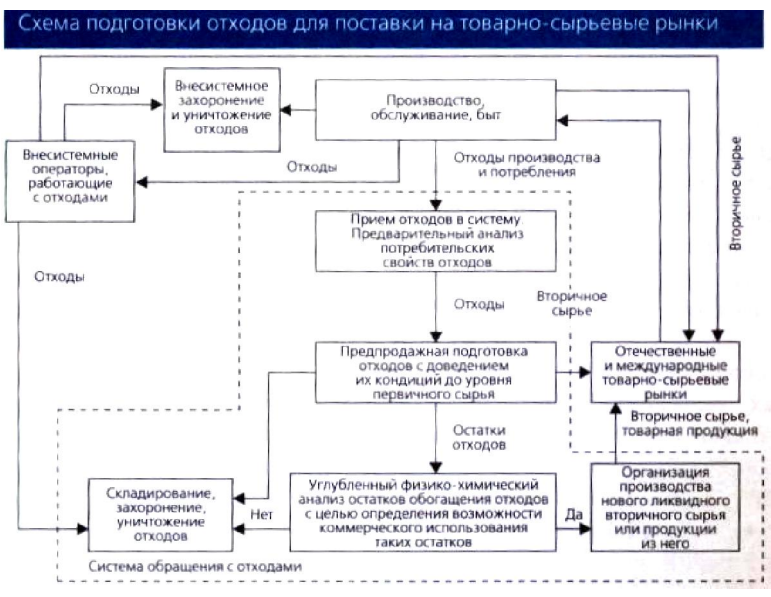 Схема подготовки отходов для поставки на товарно-сырьевые рынки
Отходы
Внесистемное
захоронение
и уничтожение
отходов
Производство,
обслуживание, быт
Внесистемные
операторы,
работающие
с отходами
Отходы
Отходы производства
и потребления
Вторичное сырье
Прием отходов в систему.
Предварительный анализ
потребительских
свойств отходов
Отходы
Отходы
Вторичное
сырье
Предпродажная подготовка
отходов с доведением
их кондиций до уровня
первичного сырья
Отечественные
и международные
товарно-сырьевые
рынки
Остатки
отходов
Вторичное сырье,
товарная продукция
Складирование,
захоронение,
уничтожение
отходов
Нет
Углубленный физико-химический
анализ остатков обогащения отходов
с целью определения возможности
коммерческого использования
таких остатков
Да
Организация
производства
нового ликвидного
вторичного сырья
или продукции
из него
Система обращения с отходами